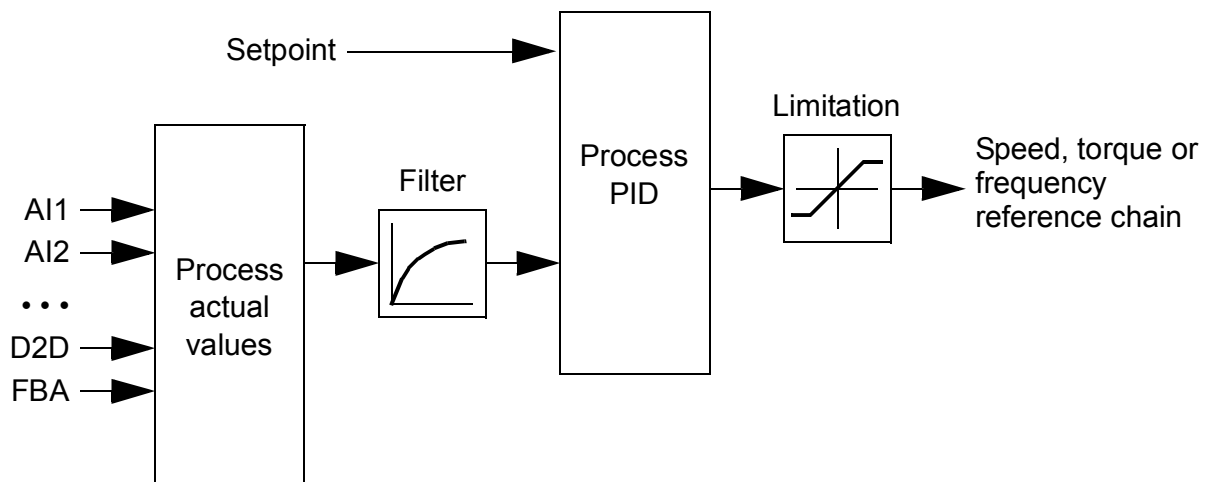 Setpoint
Process
PID
Limitation
Speed, torque or
frequency
reference chain
Filter
AI1
AI2
• • •
D2D
FBA
Process
actual
values